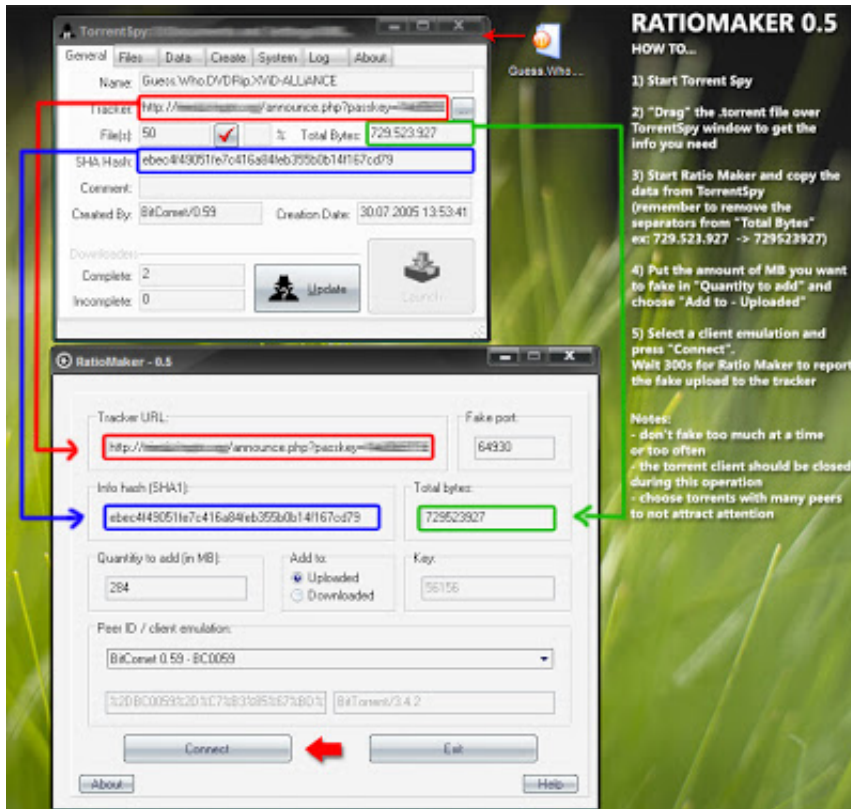 TorrentSpy:
General
Files
Data
Create
System
Log
About
Name: Guess.Who.DVDRip.XViD-ALLIANCE
Tracker: http:// /announce.php?passkey=
...
File(s): 50 % Total Bytes: 729.523.927
SHA Hash:
Comment:
Created By: BitComet/0.59 Creation Date: 30.07.2005 13:53:41
Downloaders
Complete: 2
Incomplete: 0
Update
Launch
Guess.Who....
RatioMaker - 0.5
Tracker URL:
http:// /announce.php?passkey=
Fake port:
64930
Info hash (SHA1):
Total bytes:
729523927
Quantitiy to add (in MB):
284
Add to:
Uploaded
Downloaded
Key:
56156
Peer ID / client emulation:
BitComet 0.59 - BC0059
BitTorrent/3.4.2
Connect
Exit
About
Help
RATIOMAKER 0.5
HOW TO...
1) Start Torrent Spy
2) "Drag" the .torrent file over
TorrentSpy window to get the
info you need
3) Start Ratio Maker and copy the
data from TorrentSpy
(remember to remove the
separators from "Total Bytes"
ex: 729.523.927 -> 729523927)
4) Put the amount of MB you want
to fake in "Quantity to add" and
choose "Add to - Uploaded"
5) Select a client emulation and
press "Connect".
Wait 300s for Ratio Maker to report
the fake upload to the tracker
Notes:
- don't fake too much at a time
or too often
- the torrent client should be closed
during this operation
- choose torrents with many peers
to not attract attention